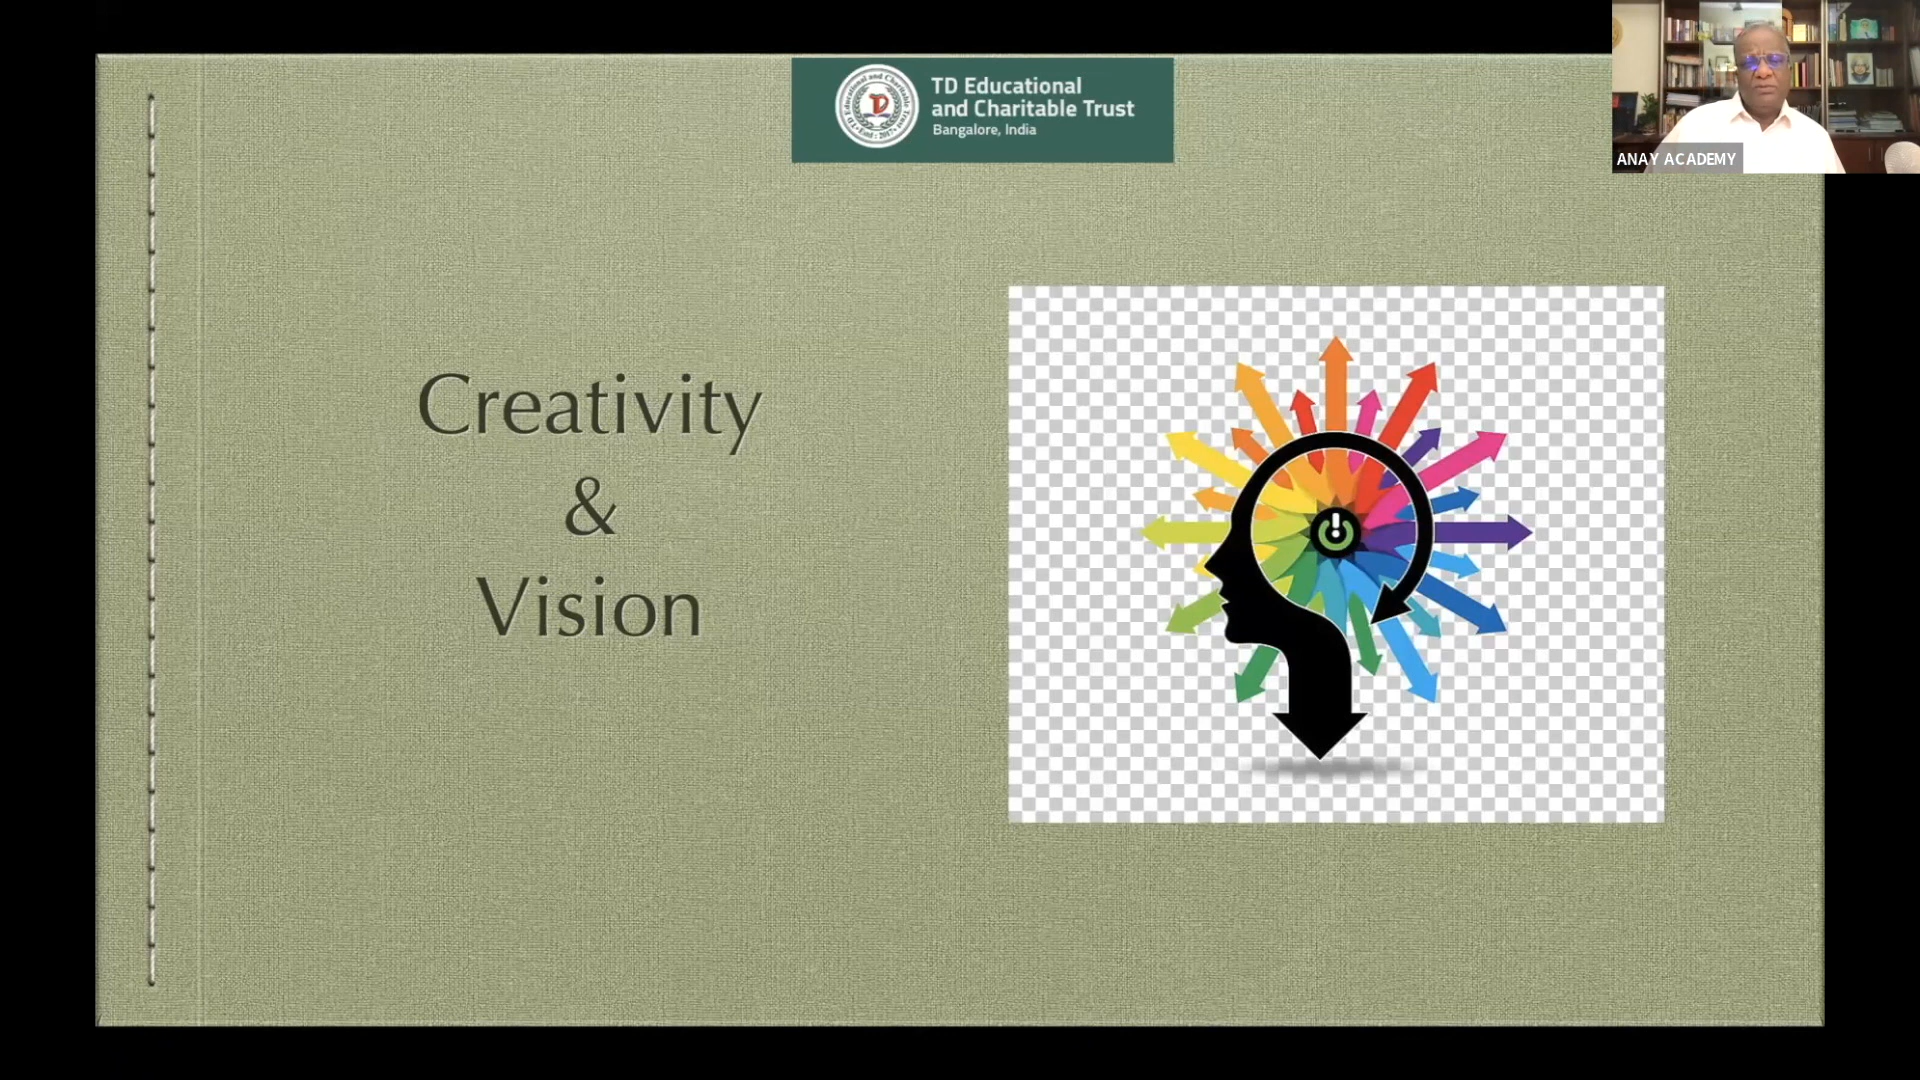 TD Educational
and Charitable Trust
Bangalore, India
ANAY ACADEMY
Creativity
&
Vision